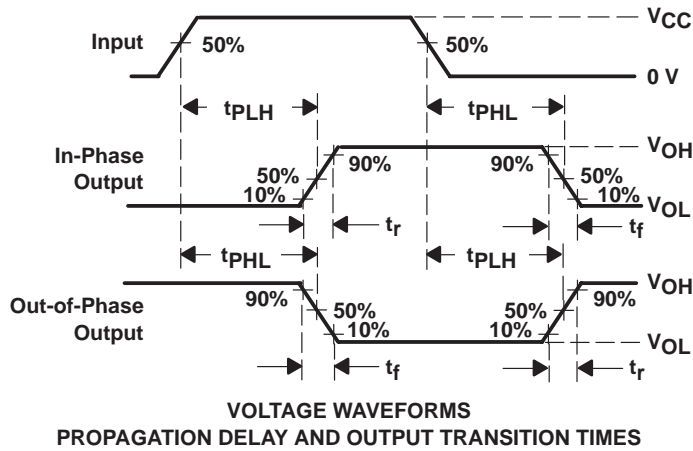 VCC
Input
50%
50%
0 V
tPLH
tPHL
In-Phase
Output
VOH
90%
90%
50%
50%
10%
10%
VOL
tr
tf
tPHL
tPLH
Out-of-Phase
Output
VOH
90%
90%
50%
50%
10%
10%
VOL
tf
tr
VOLTAGE WAVEFORMS
PROPAGATION DELAY AND OUTPUT TRANSITION TIMES